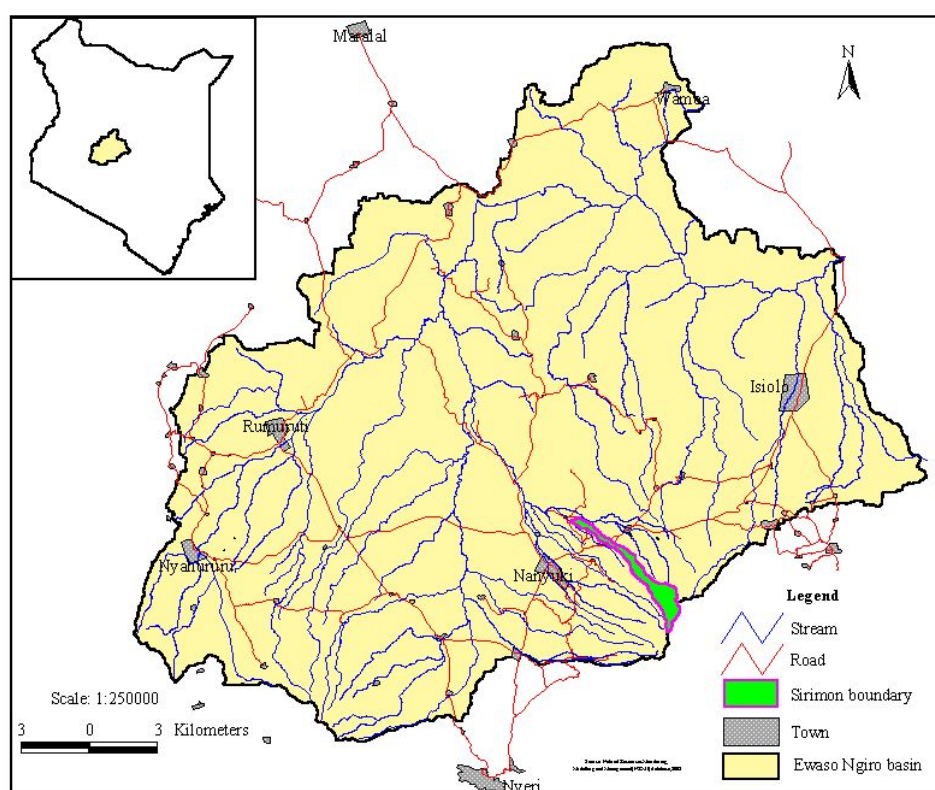 Maralal
N
Wamba
Isiolo
Rumuruti
Nyahururu
Nanyuki
Legend
Stream
Road
Scale: 1:250000
Sirimon boundary
3 0 3 Kilometers
Town
Ewaso Ngiro basin
Nyeri